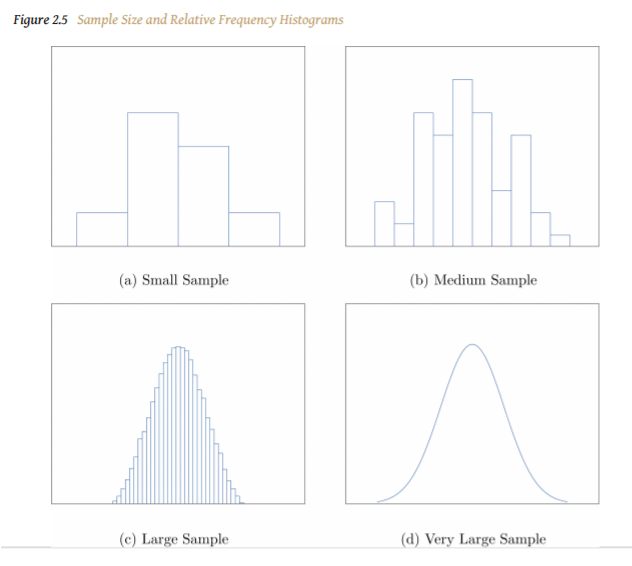 Figure 2.5 Sample Size and Relative Frequency Histograms
(a) Small Sample
(b) Medium Sample
(c) Large Sample
(d) Very Large Sample